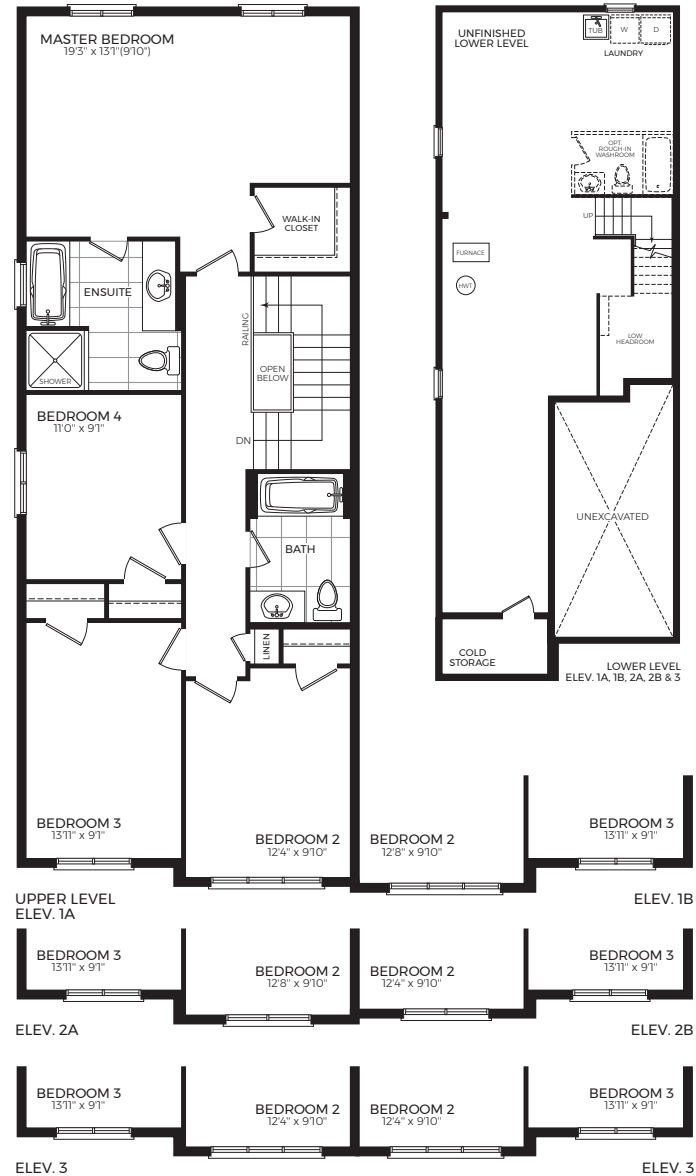 MASTER BEDROOM
19'3" x 13'1"(9'10")
WALK-IN
CLOSET
ENSUITE
SHOWER
RAILING
OPEN
BELOW
DN
BEDROOM 4
11'0" x 9'1"
BATH
LINEN
BEDROOM 3
13'11" x 9'1"
BEDROOM 2
12'4" x 9'10"
UPPER LEVEL
ELEV. 1A
UNFINISHED
LOWER LEVEL
TUB
W
D
LAUNDRY
OPT.
ROUGH-IN
WASHROOM
UP
FURNACE
HWT
LOW
HEADROOM
UNEXCAVATED
COLD
STORAGE
LOWER LEVEL
ELEV. 1A, 1B, 2A, 2B & 3
BEDROOM 2
12'8" x 9'10"
BEDROOM 3
13'11" x 9'1"
ELEV. 1B
BEDROOM 3
13'11" x 9'1"
BEDROOM 2
12'8" x 9'10"
ELEV. 2A
BEDROOM 2
12'4" x 9'10"
BEDROOM 3
13'11" x 9'1"
ELEV. 2B
BEDROOM 3
13'11" x 9'1"
BEDROOM 2
12'4" x 9'10"
ELEV. 3
BEDROOM 2
12'4" x 9'10"
BEDROOM 3
13'11" x 9'1"
ELEV. 3